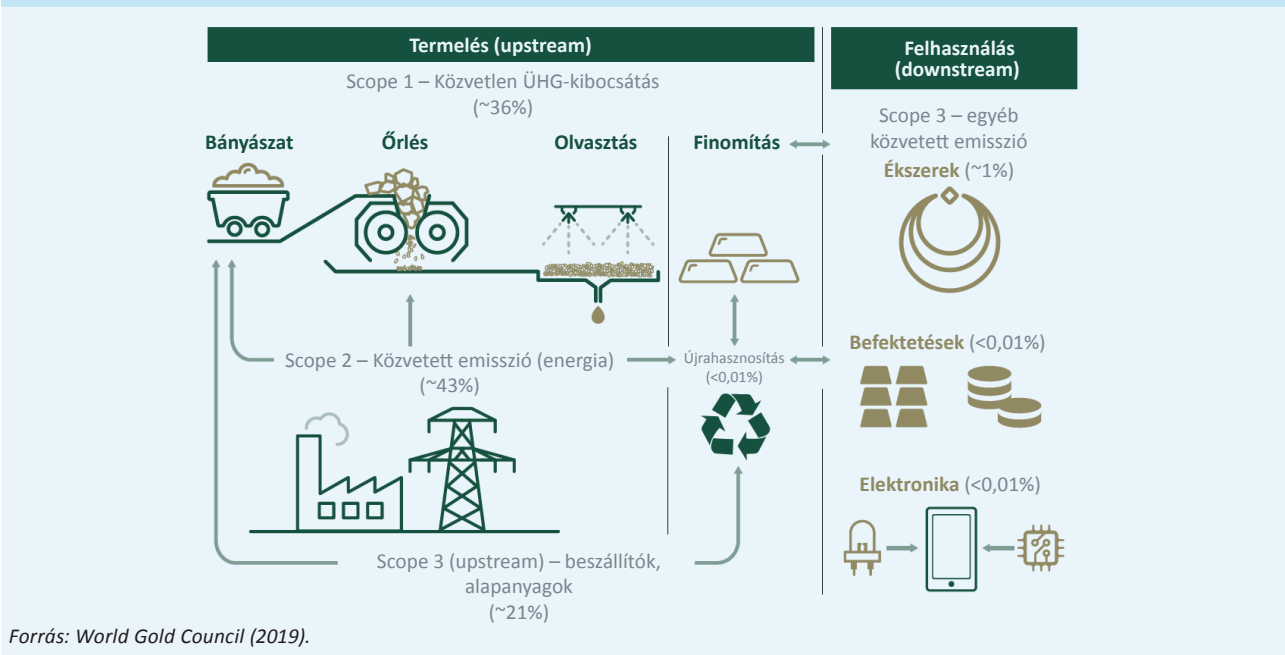 Termelés (upstream)
Felhasználás
(downstream)
Scope 1 – Közvetlen ÜHG-kibocsátás
(~36%)
Bányászat
Őrlés
Olvasztás
Finomítás
Scope 3 – egyéb
közvetett emisszió
Ékszerek (~1%)
Scope 2 – Közvetett emisszió (energia)
(~43%)
Újrahasznosítás
(<0,01%)
Befektetések (<0,01%)
Elektronika (<0,01%)
Scope 3 (upstream) – beszállítók,
alapanyagok
(~21%)
Forrás: World Gold Council (2019).